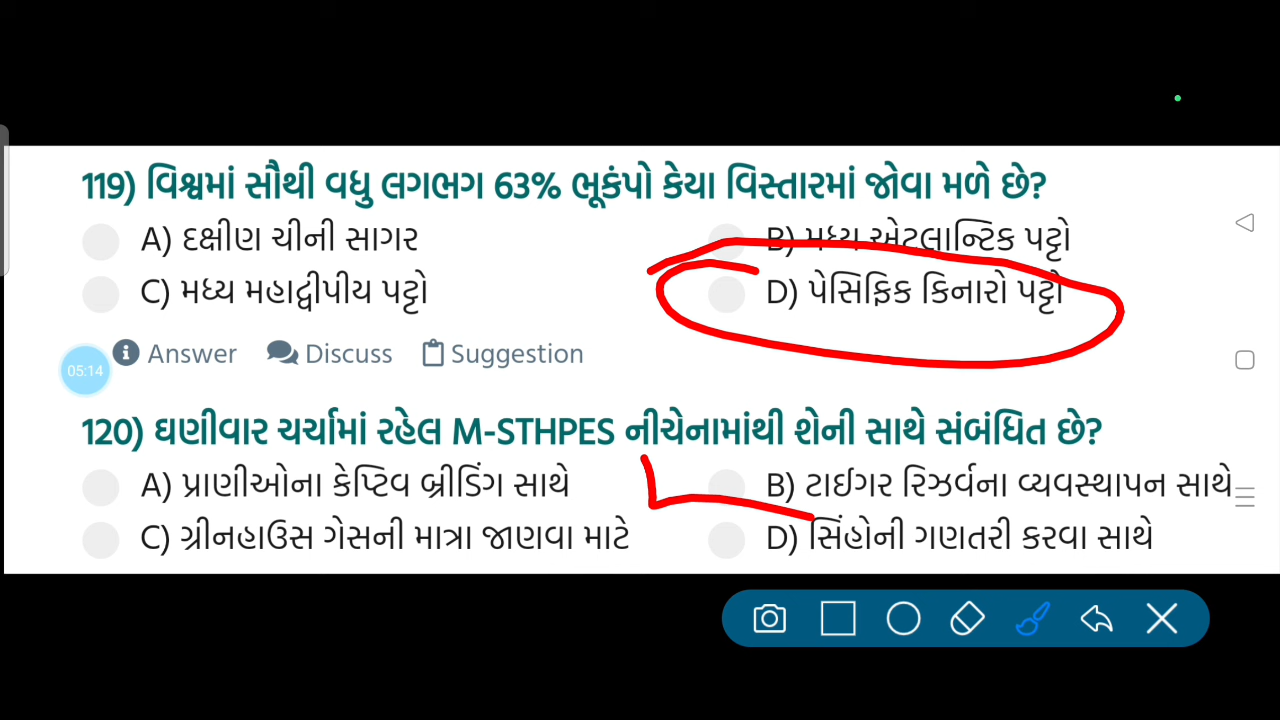 119) વિશ્વમાં સૌથી વધુ લગભગ 63% ભૂકંપો કેયા વિસ્તારમાં જોવા મળે છે?
A) દક્ષીણ ચીની સાગર B) મધ્ય એટલાન્ટિક પટ્ટો
C) મધ્ય મહાદ્વીપીય પટ્ટો D) પેસિફિક કિનારો પટ્ટો
Answer Discuss Suggestion
05:14
120) ઘણીવાર ચર્ચામાં રહેલ M-STHPES નીચેનામાંથી શેની સાથે સંબંધિત છે?
A) પ્રાણીઓના કેપ્ટિવ બ્રીડિંગ સાથે B) ટાઈગર રિઝર્વના વ્યવસ્થાપન સાથે
C) ગ્રીનહાઉસ ગેસની માત્રા જાણવા માટે D) સિંહોની ગણતરી કરવા સાથે